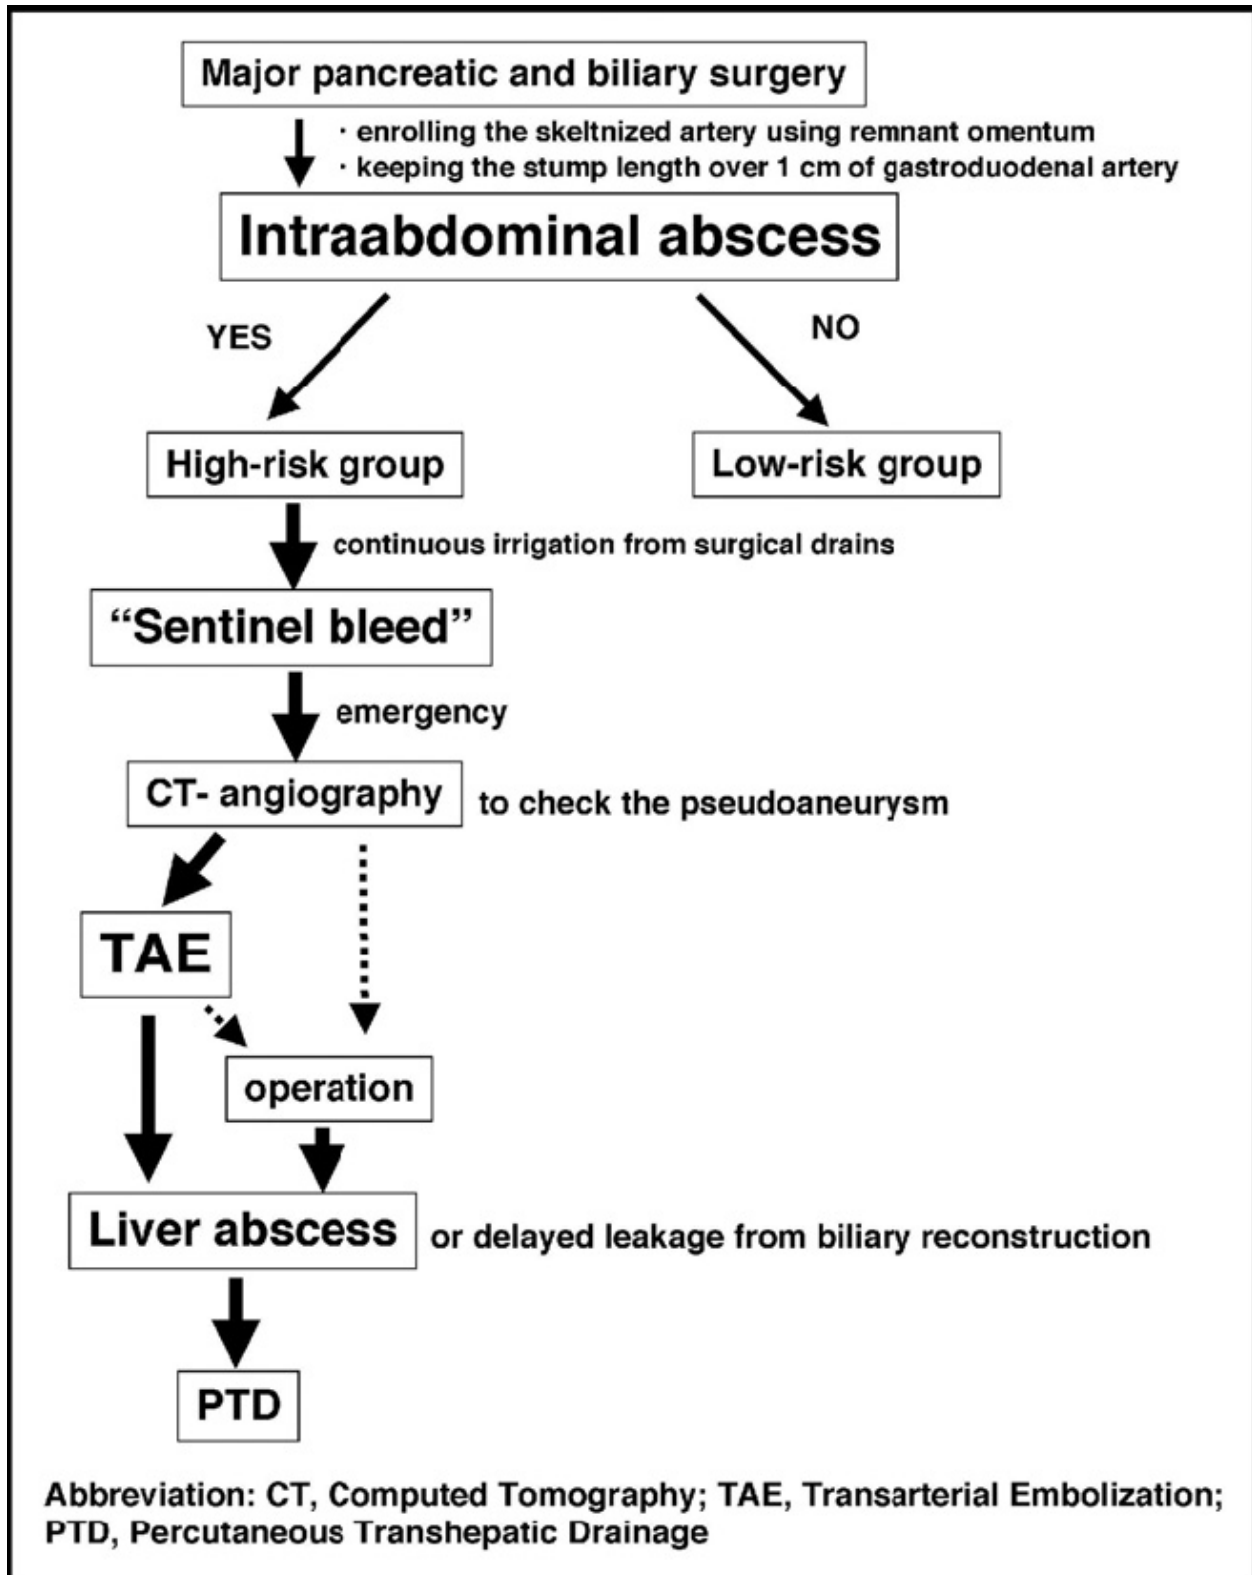 Major pancreatic and biliary surgery
· enrolling the skeltnized artery using remnant omentum
· keeping the stump length over 1 cm of gastroduodenal artery
Intraabdominal abscess
YES
NO
High-risk group
Low-risk group
continuous irrigation from surgical drains
“Sentinel bleed”
emergency
CT- angiography
to check the pseudoaneurysm
TAE
operation
Liver abscess
or delayed leakage from biliary reconstruction
PTD
Abbreviation: CT, Computed Tomography; TAE, Transarterial Embolization;
PTD, Percutaneous Transhepatic Drainage